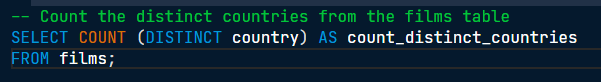 -- Count the distinct countries from the films table
SELECT COUNT (DISTINCT country) AS count_distinct_countries
FROM films;